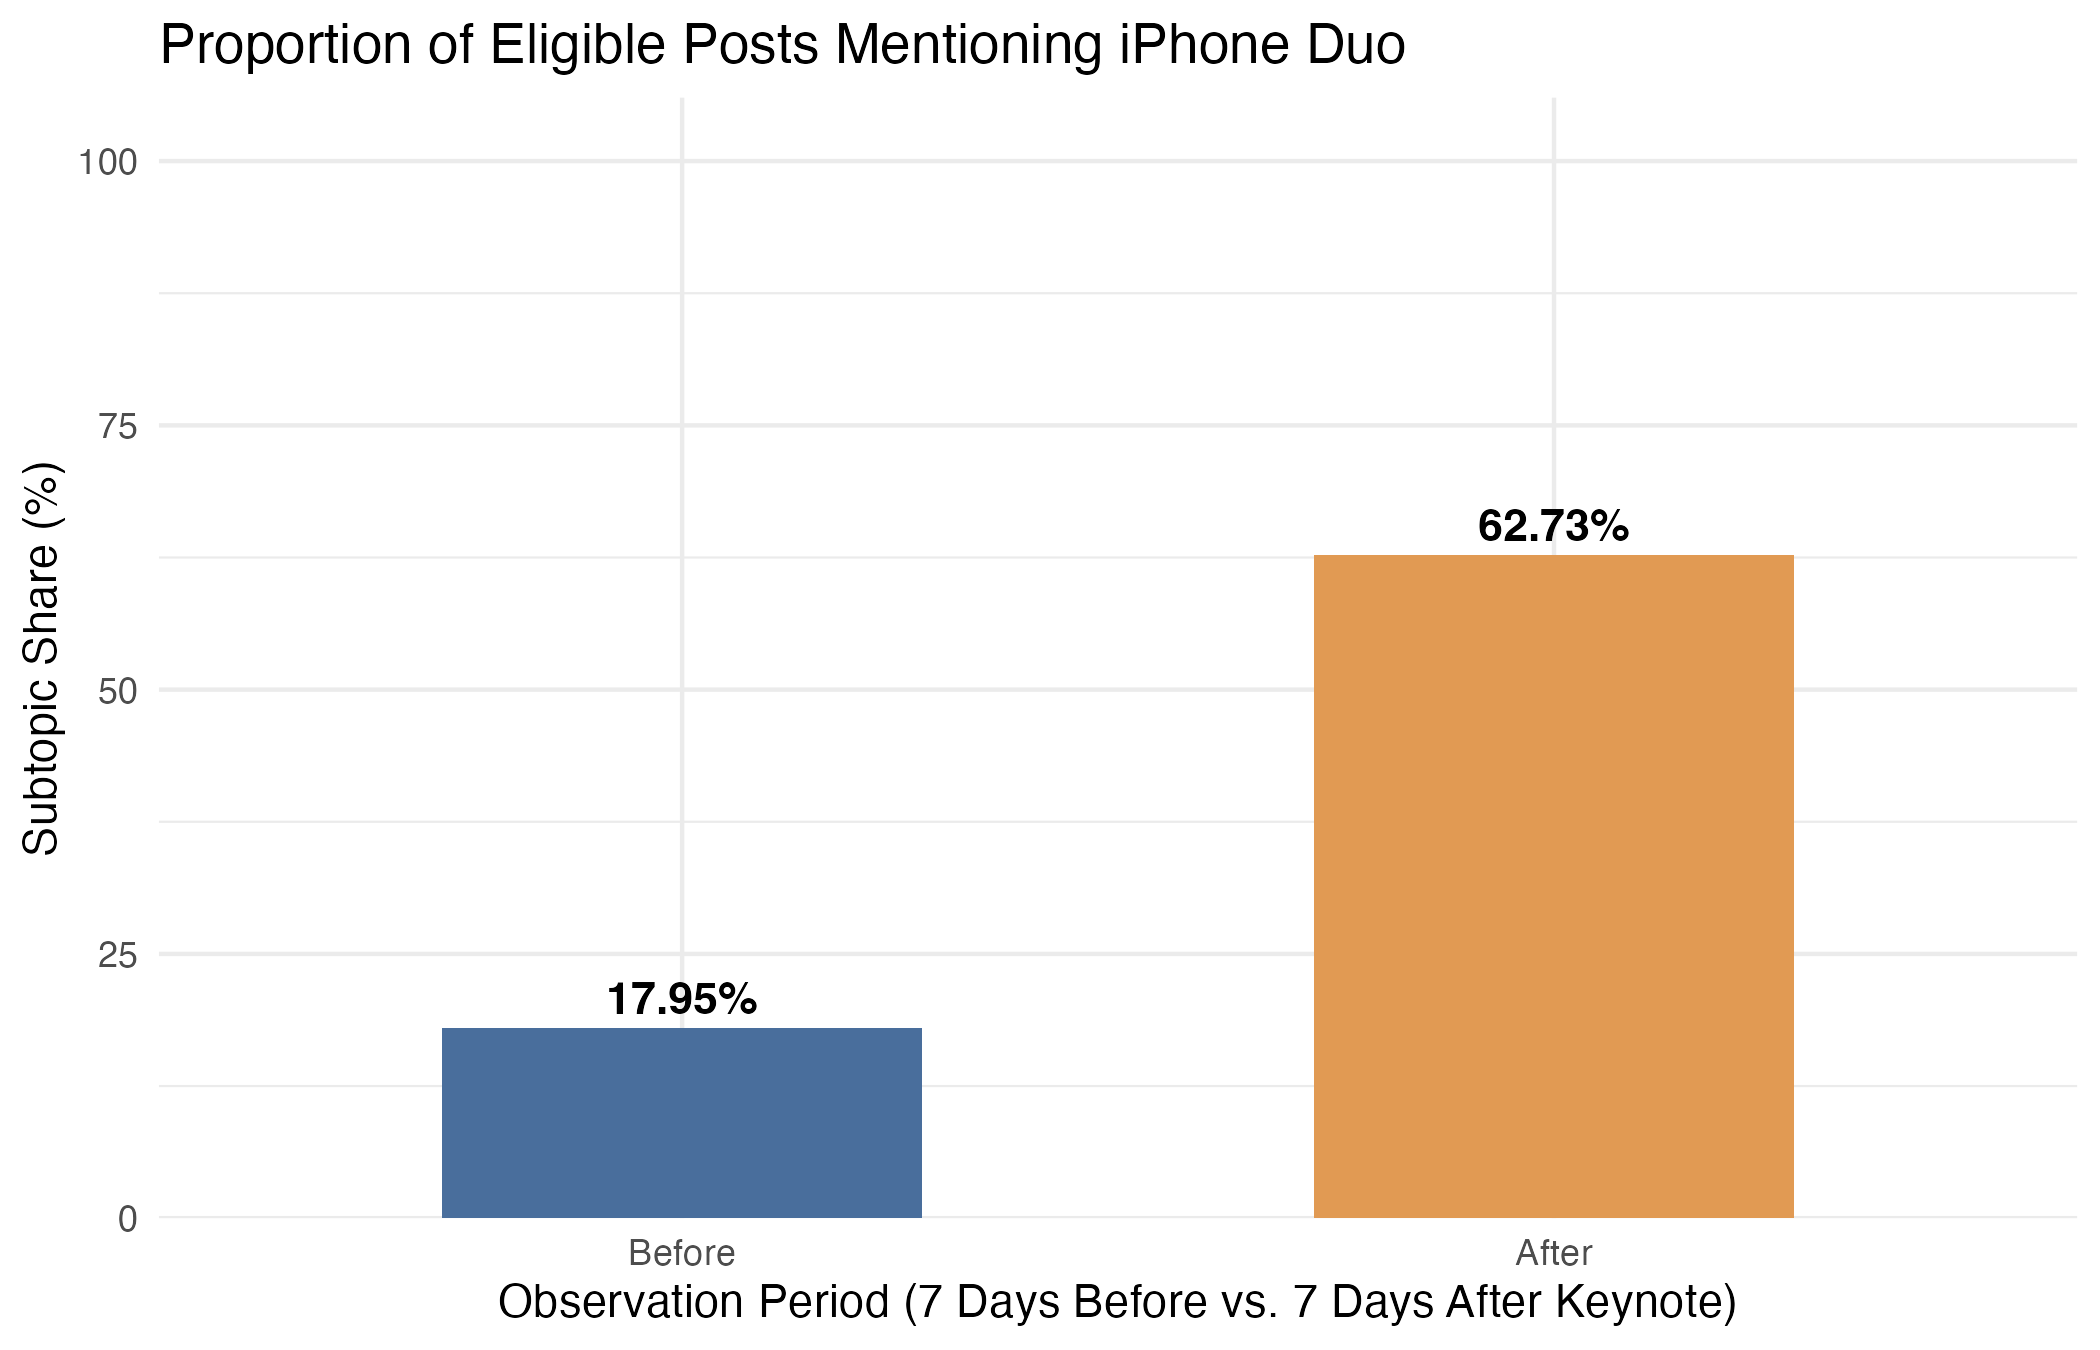 Proportion of Eligible Posts Mentioning iPhone Duo
Subtopic Share (%)
100
75
50
25
0
17.95%
62.73%
Before
After
Observation Period (7 Days Before vs. 7 Days After Keynote)